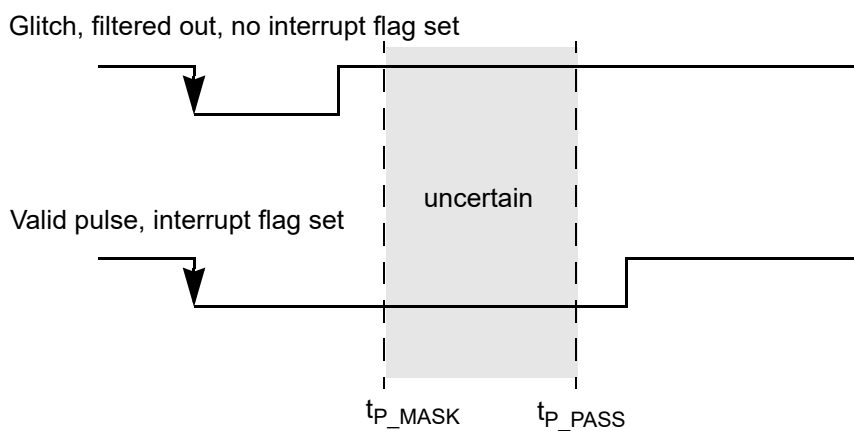 Glitch, filtered out, no interrupt flag set
uncertain
Valid pulse, interrupt flag set
tP_MASK
tP_PASS